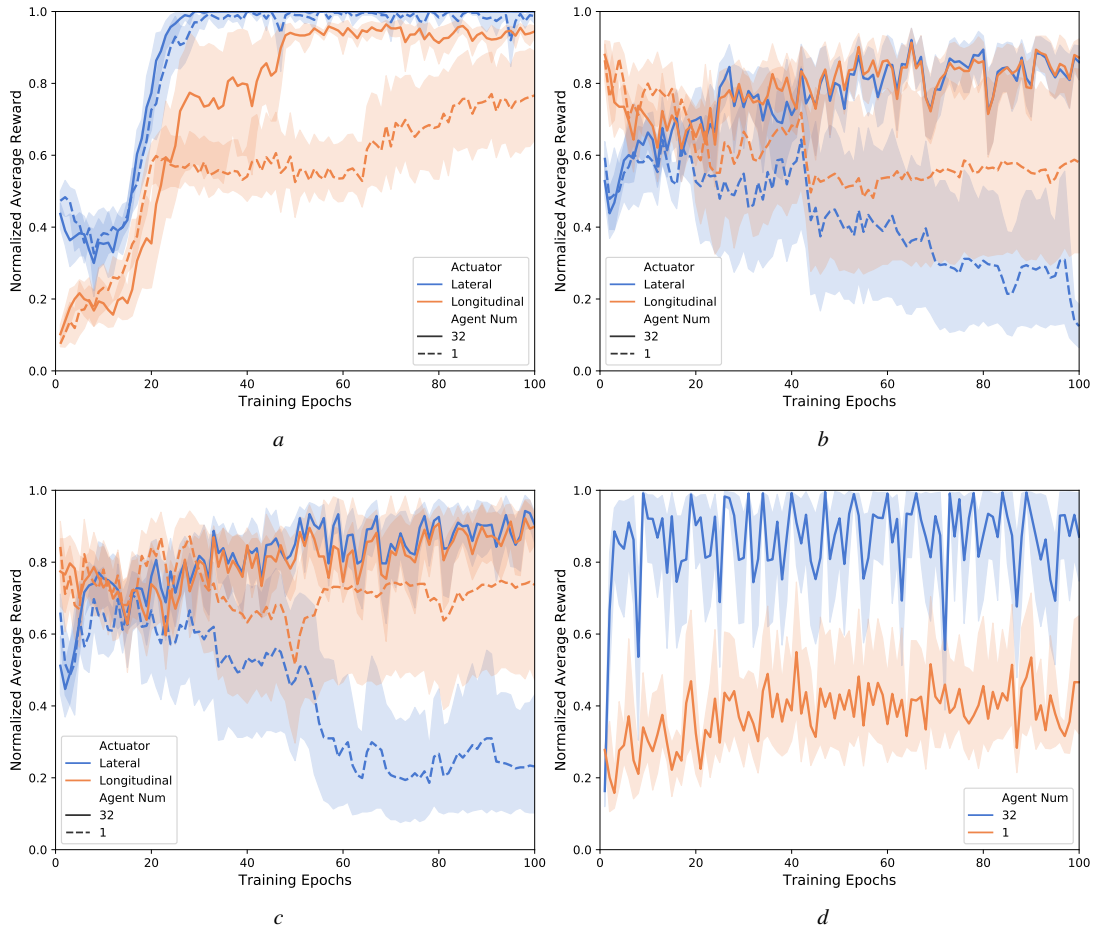 1.0
0.8
0.6
0.4
0.2
0.0
Normalized Average Reward
0 20 40 60 80 100
Training Epochs
Actuator
Lateral
Longitudinal
Agent Num
32
1
a
1.0
0.8
0.6
0.4
0.2
0.0
Normalized Average Reward
0 20 40 60 80 100
Training Epochs
Actuator
Lateral
Longitudinal
Agent Num
32
1
b
1.0
0.8
0.6
0.4
0.2
0.0
Normalized Average Reward
0 20 40 60 80 100
Training Epochs
Actuator
Lateral
Longitudinal
Agent Num
32
1
c
1.0
0.8
0.6
0.4
0.2
0.0
Normalized Average Reward
0 20 40 60 80 100
Training Epochs
Agent Num
32
1
d